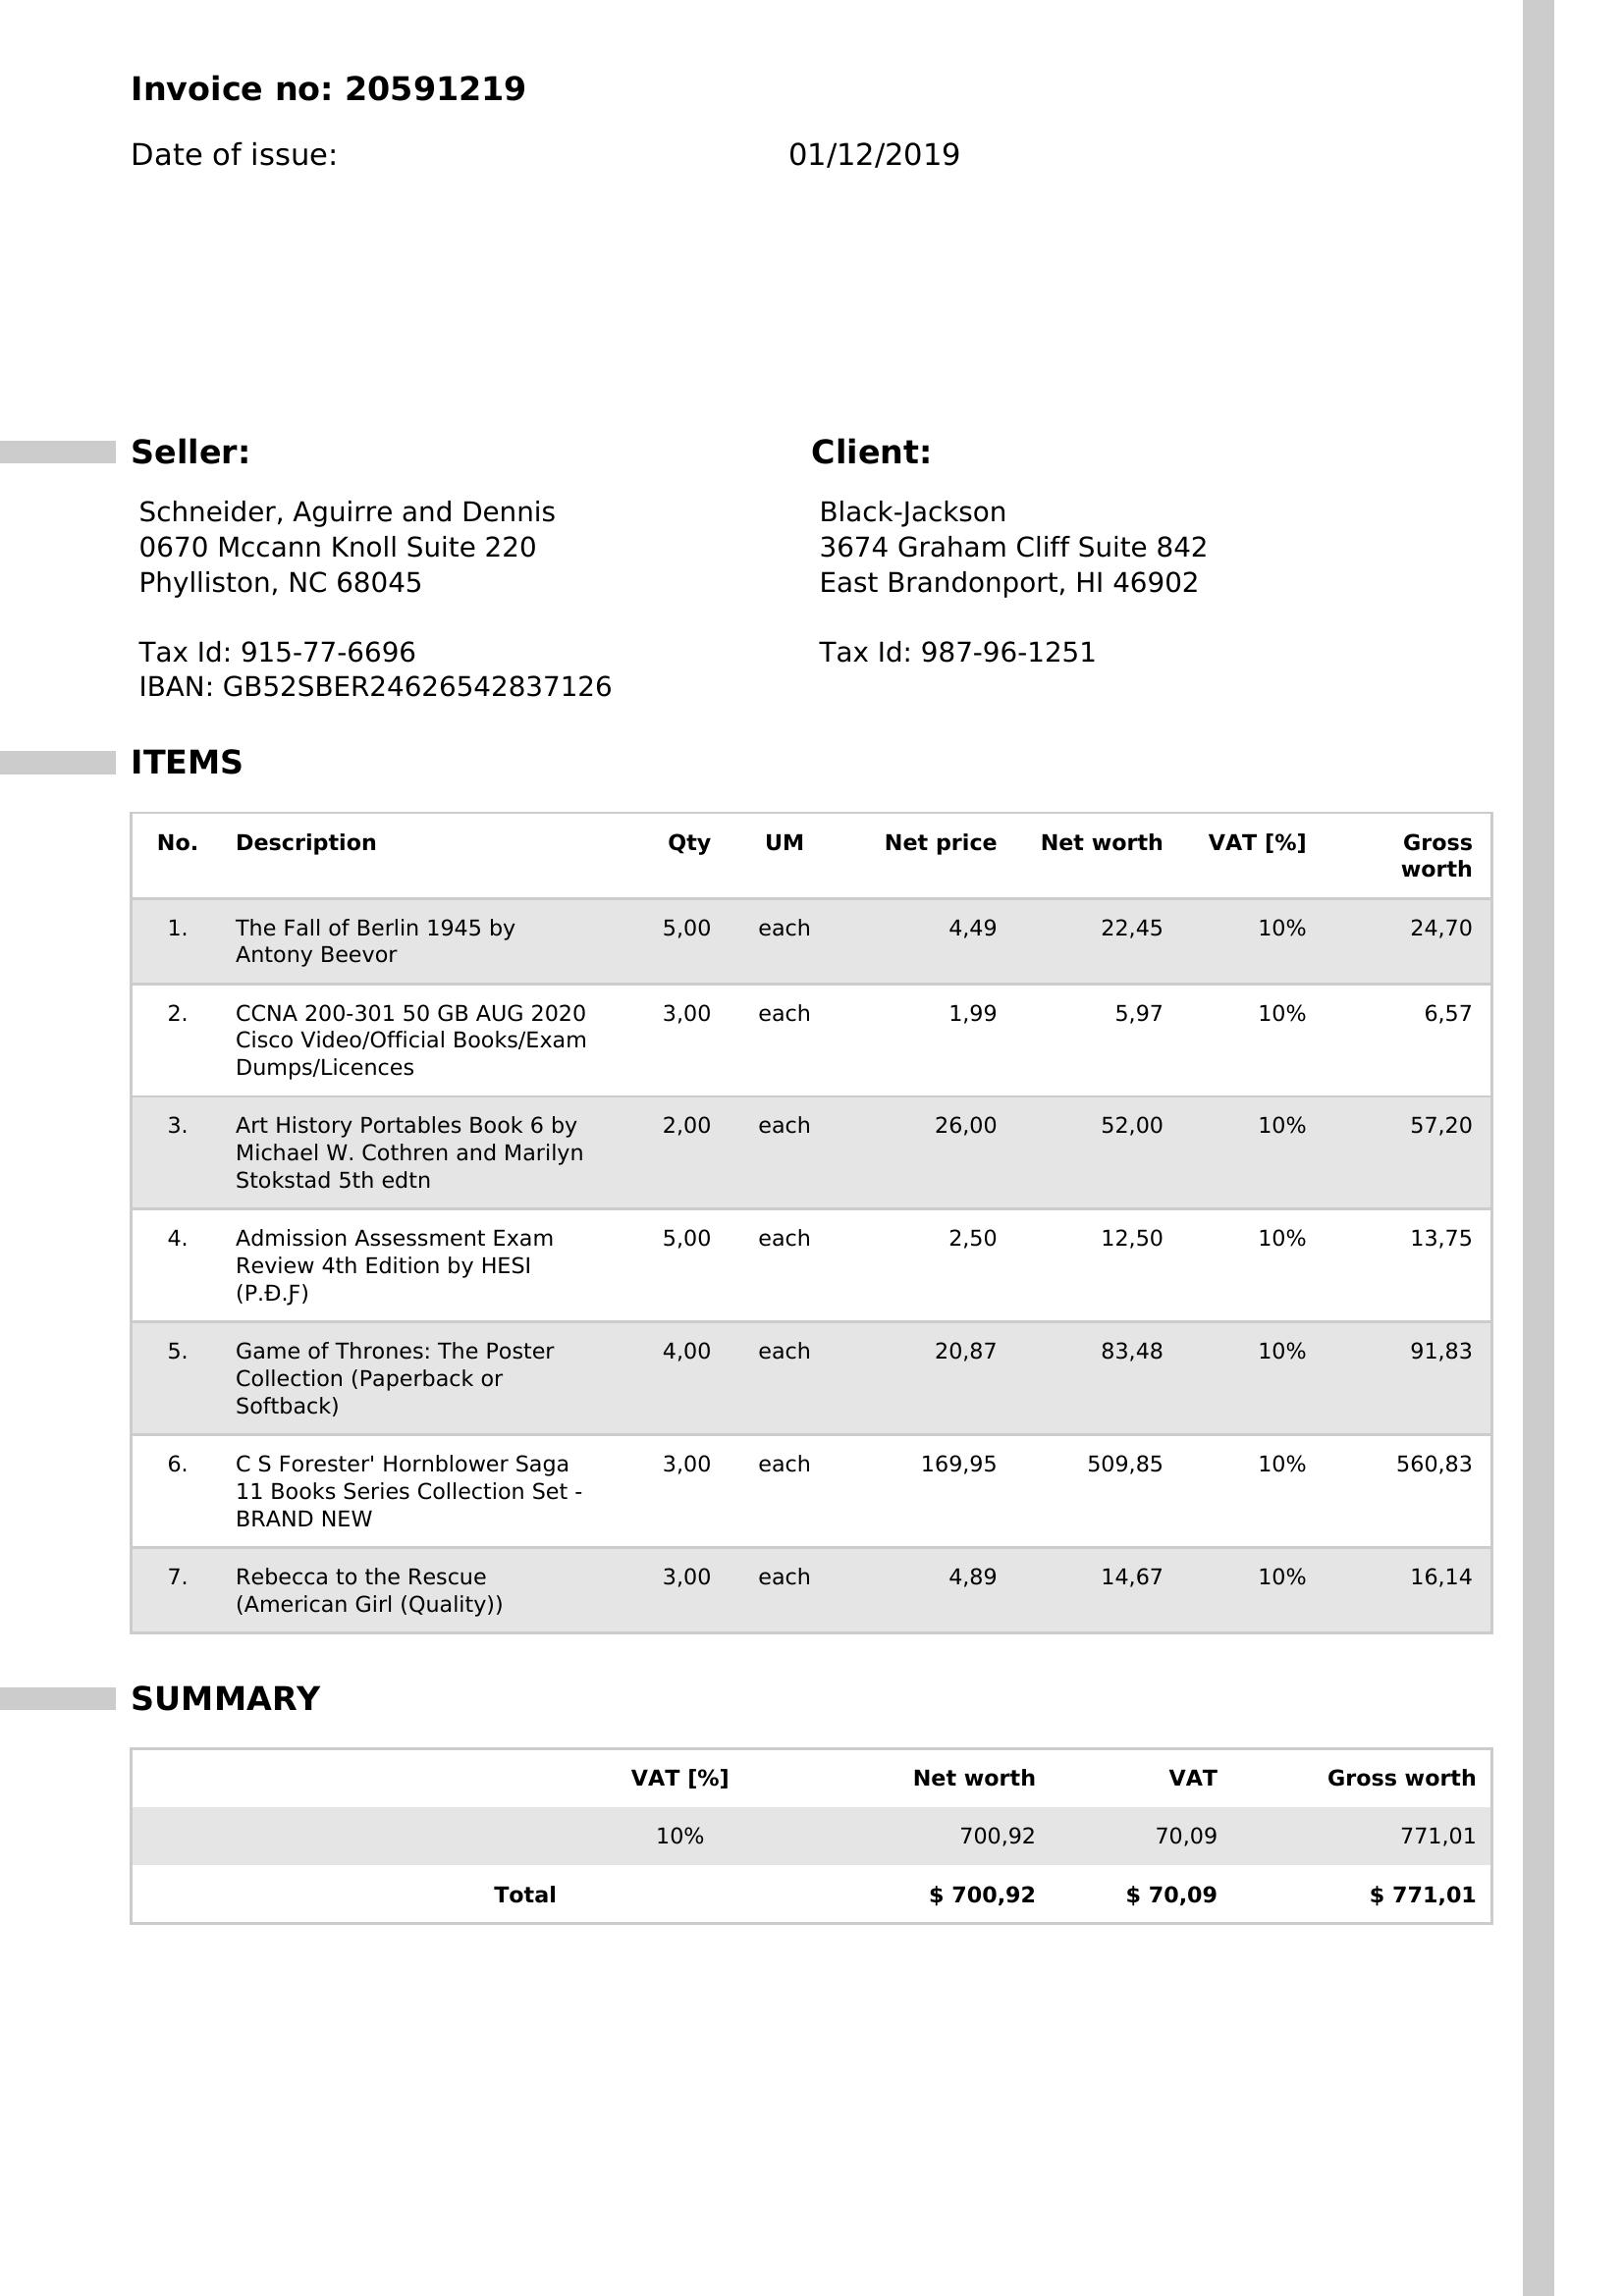 Invoice no: 20591219
Date of issue: 01/12/2019
Seller:
Schneider, Aguirre and Dennis
0670 Mccann Knoll Suite 220
Phylliston, NC 68045
Tax Id: 915-77-6696
IBAN: GB52SBER24626542837126
Client:
Black-Jackson
3674 Graham Cliff Suite 842
East Brandonport, HI 46902
Tax Id: 987-96-1251
ITEMS
No. Description Qty UM Net price Net worth VAT [%] Gross
worth
1. The Fall of Berlin 1945 by 5,00 each 4,49 22,45 10% 24,70
Antony Beevor
2. CCNA 200-301 50 GB AUG 2020 3,00 each 1,99 5,97 10% 6,57
Cisco Video/Official Books/Exam
Dumps/Licences
3. Art History Portables Book 6 by 2,00 each 26,00 52,00 10% 57,20
Michael W. Cothren and Marilyn
Stokstad 5th edtn
4. Admission Assessment Exam 5,00 each 2,50 12,50 10% 13,75
Review 4th Edition by HESI
(P.Đ.Ƒ)
5. Game of Thrones: The Poster 4,00 each 20,87 83,48 10% 91,83
Collection (Paperback or
Softback)
6. C S Forester' Hornblower Saga 3,00 each 169,95 509,85 10% 560,83
11 Books Series Collection Set -
BRAND NEW
7. Rebecca to the Rescue 3,00 each 4,89 14,67 10% 16,14
(American Girl (Quality))
SUMMARY
VAT [%] Net worth VAT Gross worth
10% 700,92 70,09 771,01
Total $ 700,92 $ 70,09 $ 771,01